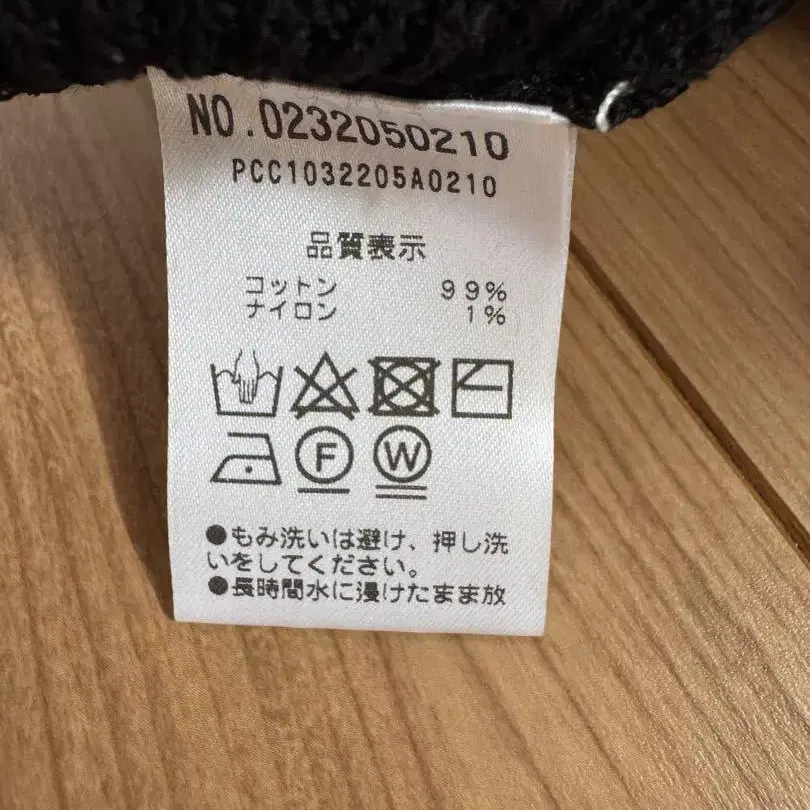 NO.0232050210
PCC1032205A0210
品質表示
コットン 99%
ナイロン 1%
F W
●もみ洗いは避け、押し洗
いをしてください。
●長時間水に浸けたまま放